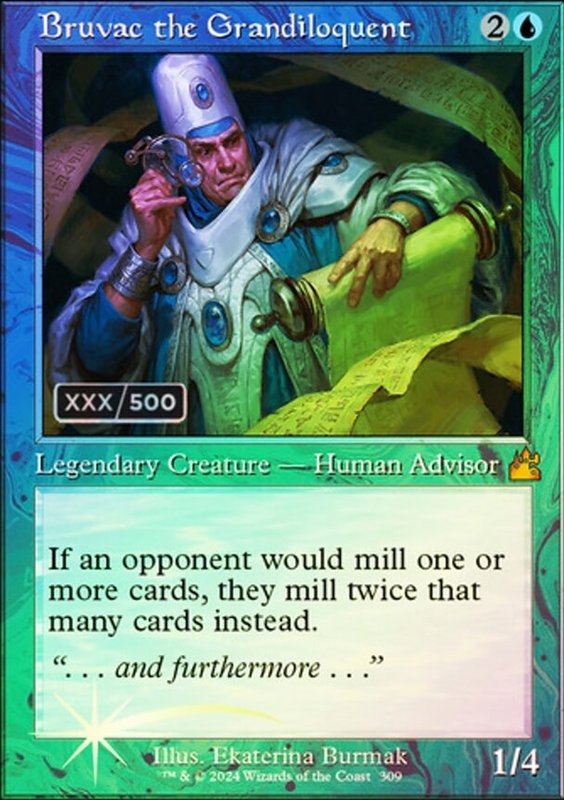 Bruvac the Grandiloquent 2
XXX/500
Legendary Creature — Human Advisor
If an opponent would mill one or
more cards, they mill twice that
many cards instead.
“. . . and furthermore . . .”
Illus. Ekaterina Burmak
™ & © 2024 Wizards of the Coast 309
1/4